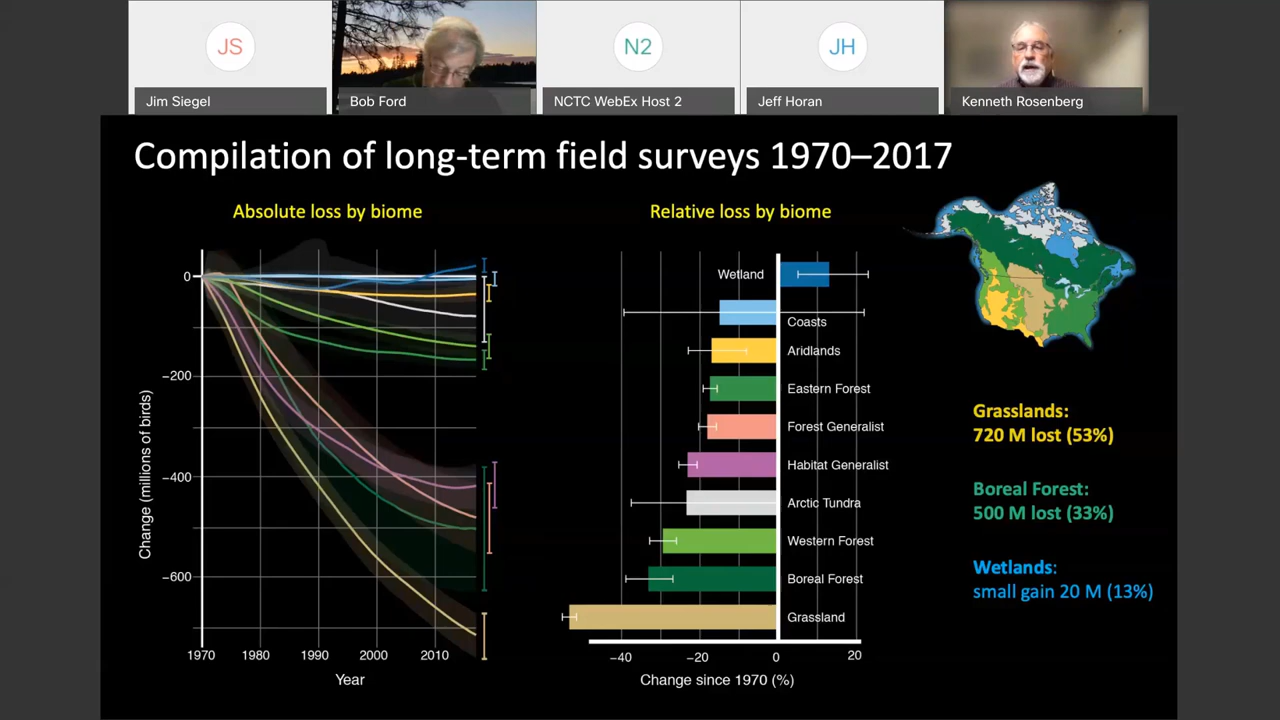 JS
N2
JH
Jim Siegel
Bob Ford
NCTC WebEx Host 2
Jeff Horan
Kenneth Rosenberg
Compilation of long-term field surveys 1970–2017
Absolute loss by biome
Relative loss by biome
0
−200
−400
−600
Change (millions of birds)
1970
1980
1990
2000
2010
Year
Wetland
Coasts
Aridlands
Eastern Forest
Forest Generalist
Habitat Generalist
Arctic Tundra
Western Forest
Boreal Forest
Grassland
−40
−20
0
20
Change since 1970 (%)
Grasslands:
720 M lost (53%)
Boreal Forest:
500 M lost (33%)
Wetlands:
small gain 20 M (13%)